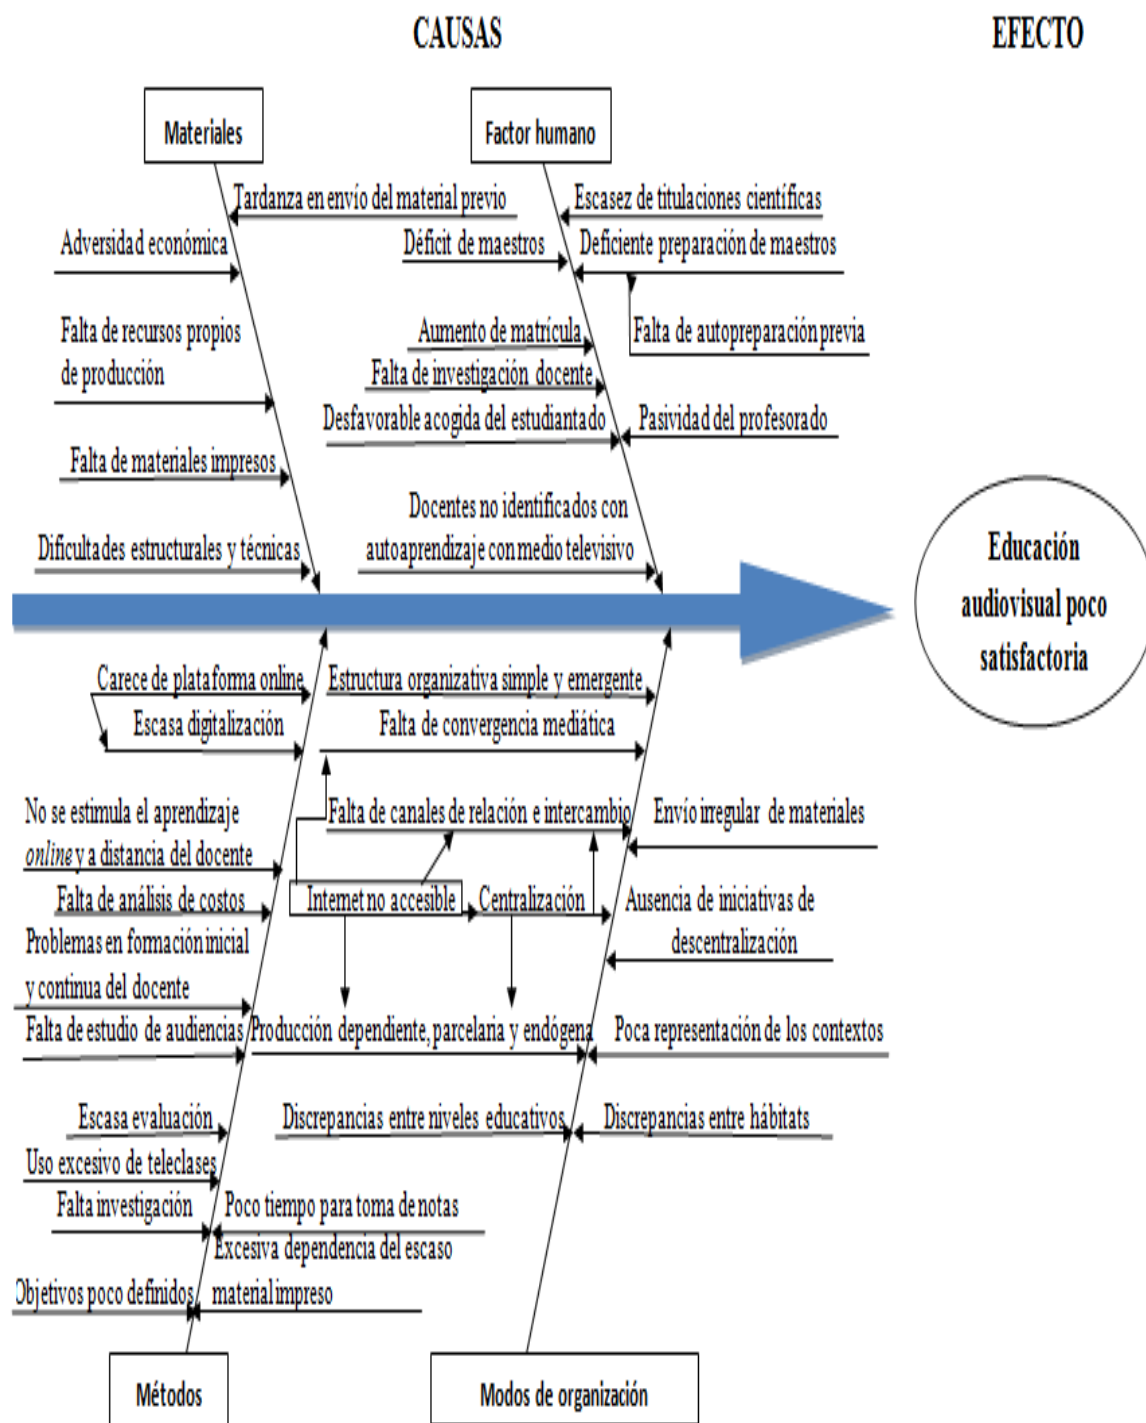 CAUSAS
EFECTO
Materiales
Factor humano
Tardanza en envío del material previo
Adversidad económica
Falta de recursos propios
de producción
Falta de materiales impresos
Dificultades estructurales y técnicas
Escasez de titulaciones científicas
Déficit de maestros
Deficiente preparación de maestros
Aumento de matrícula
Falta de autopreparación previa
Falta de investigación docente
Desfavorable acogida del estudiantado
Pasividad del profesorado
Docentes no identificados con
autoaprendizaje con medio televisivo
Educación
audiovisual poco
satisfactoria
Carece de plataforma online
Escasa digitalización
No se estimula el aprendizaje
online y a distancia del docente
Falta de análisis de costos
Problemas en formación inicial
y continua del docente
Falta de estudio de audiencias
Escasa evaluación
Uso excesivo de teleclases
Falta investigación
Poco tiempo para toma de notas
Excesiva dependencia del escaso
material impreso
Objetivos poco definidos
Estructura organizativa simple y emergente
Falta de convergencia mediática
Falta de canales de relación e intercambio
Envío irregular de materiales
Internet no accesible
Centralización
Ausencia de iniciativas de
descentralización
Producción dependiente, parcelaria y endógena
Poca representación de los contextos
Discrepancias entre niveles educativos
Discrepancias entre hábitats
Métodos
Modos de organización